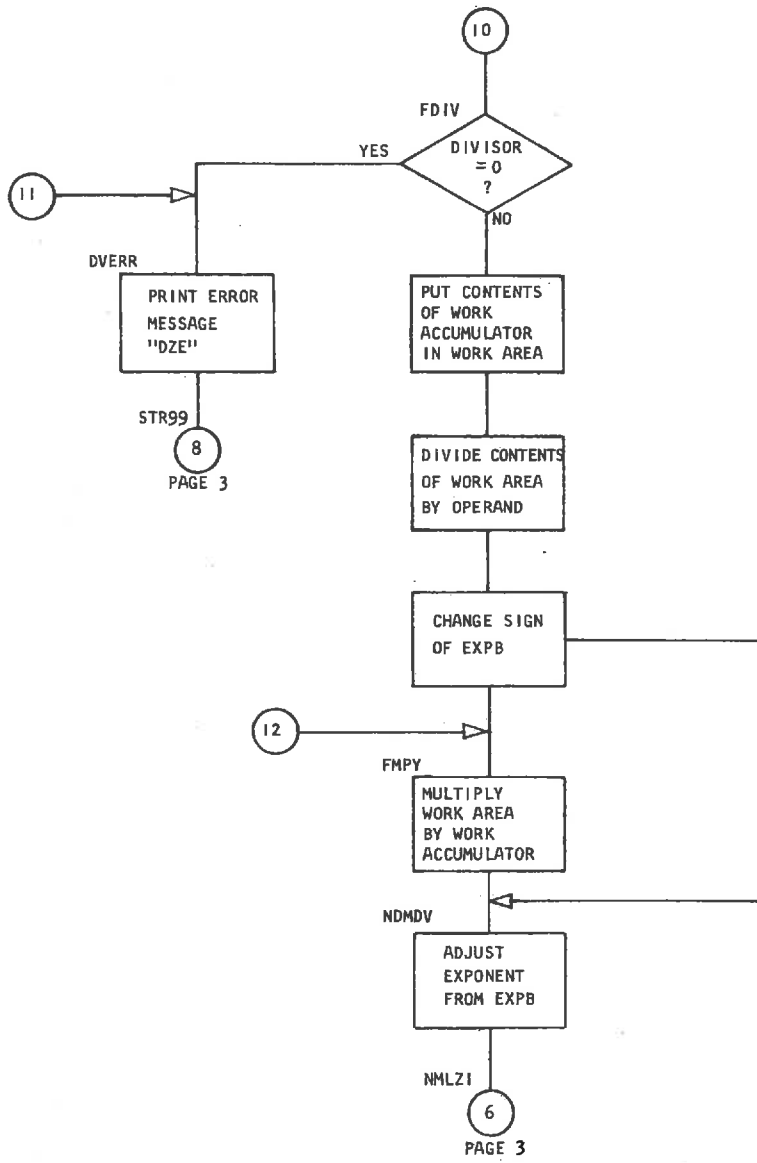 10
FDIV
YES
DIVISOR
=0
?
NO
11
DVERR
PRINT ERROR
MESSAGE
"DZE"
STR99
8
PAGE 3
PUT CONTENTS
OF WORK
ACCUMULATOR
IN WORK AREA
DIVIDE CONTENTS
OF WORK AREA
BY OPERAND
CHANGE SIGN
OF EXPB
12
FMPY
MULTIPLY
WORK AREA
BY WORK
ACCUMULATOR
NDMDV
ADJUST
EXPONENT
FROM EXPB
NMLZI
6
PAGE 3